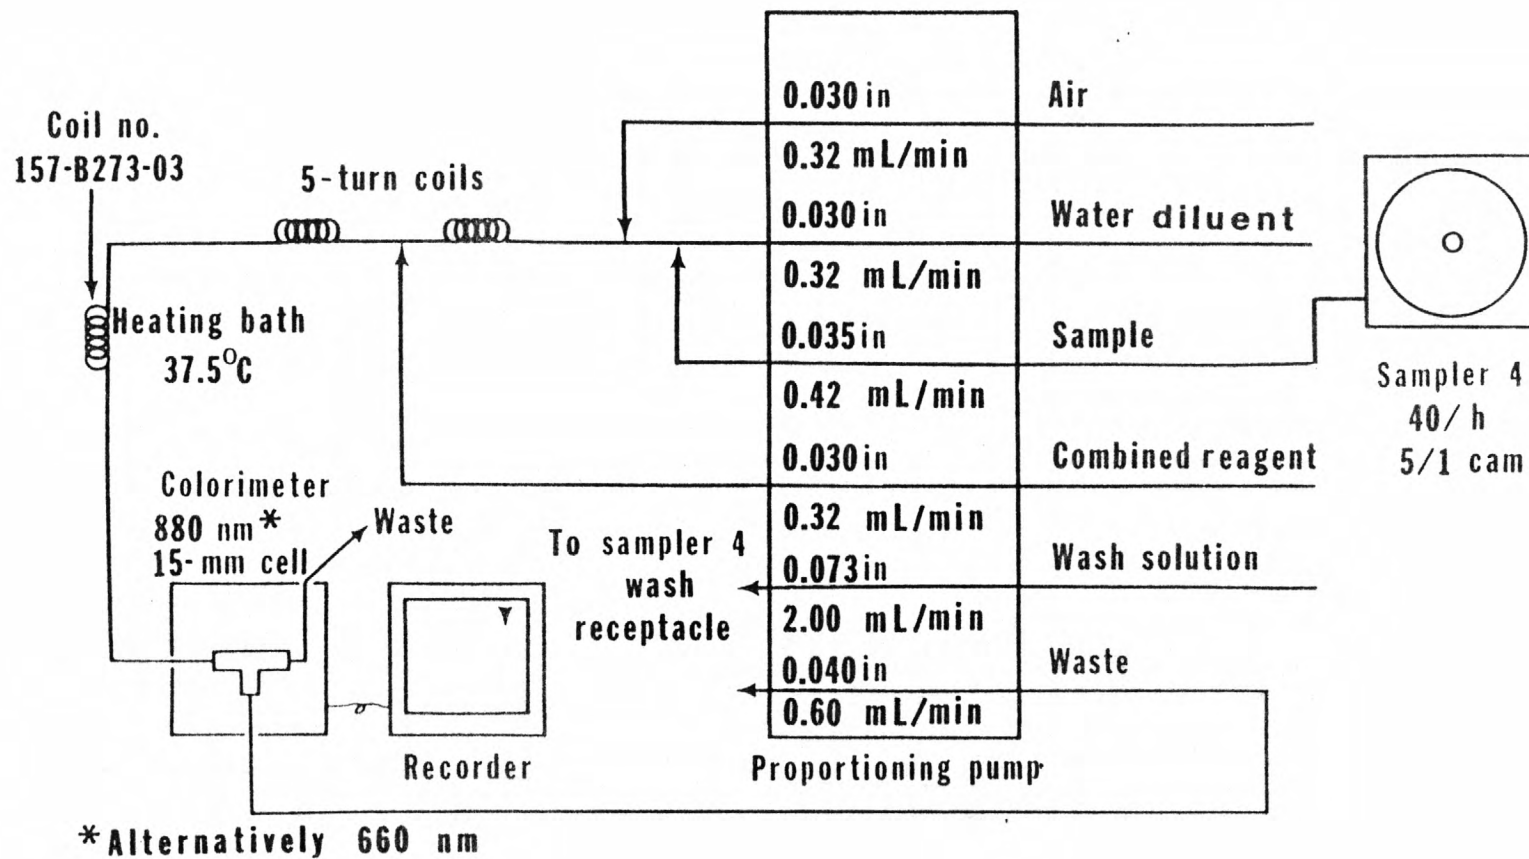 Coil no.
157-B273-03
5-turn coils
Heating bath
37.5°C
Colorimeter
880 nm*
15-mm cell
Waste
Recorder
To sampler 4
wash
receptacle
0.030 in
Air
0.32 mL/min
0.030 in
Water diluent
0.32 mL/min
0.035 in
Sample
0.42 mL/min
0.030 in
Combined reagent
0.32 mL/min
0.073 in
Wash solution
2.00 mL/min
0.040 in
Waste
0.60 mL/min
Proportioning pump
Sampler 4
40/h
5/1 cam
*Alternatively 660 nm